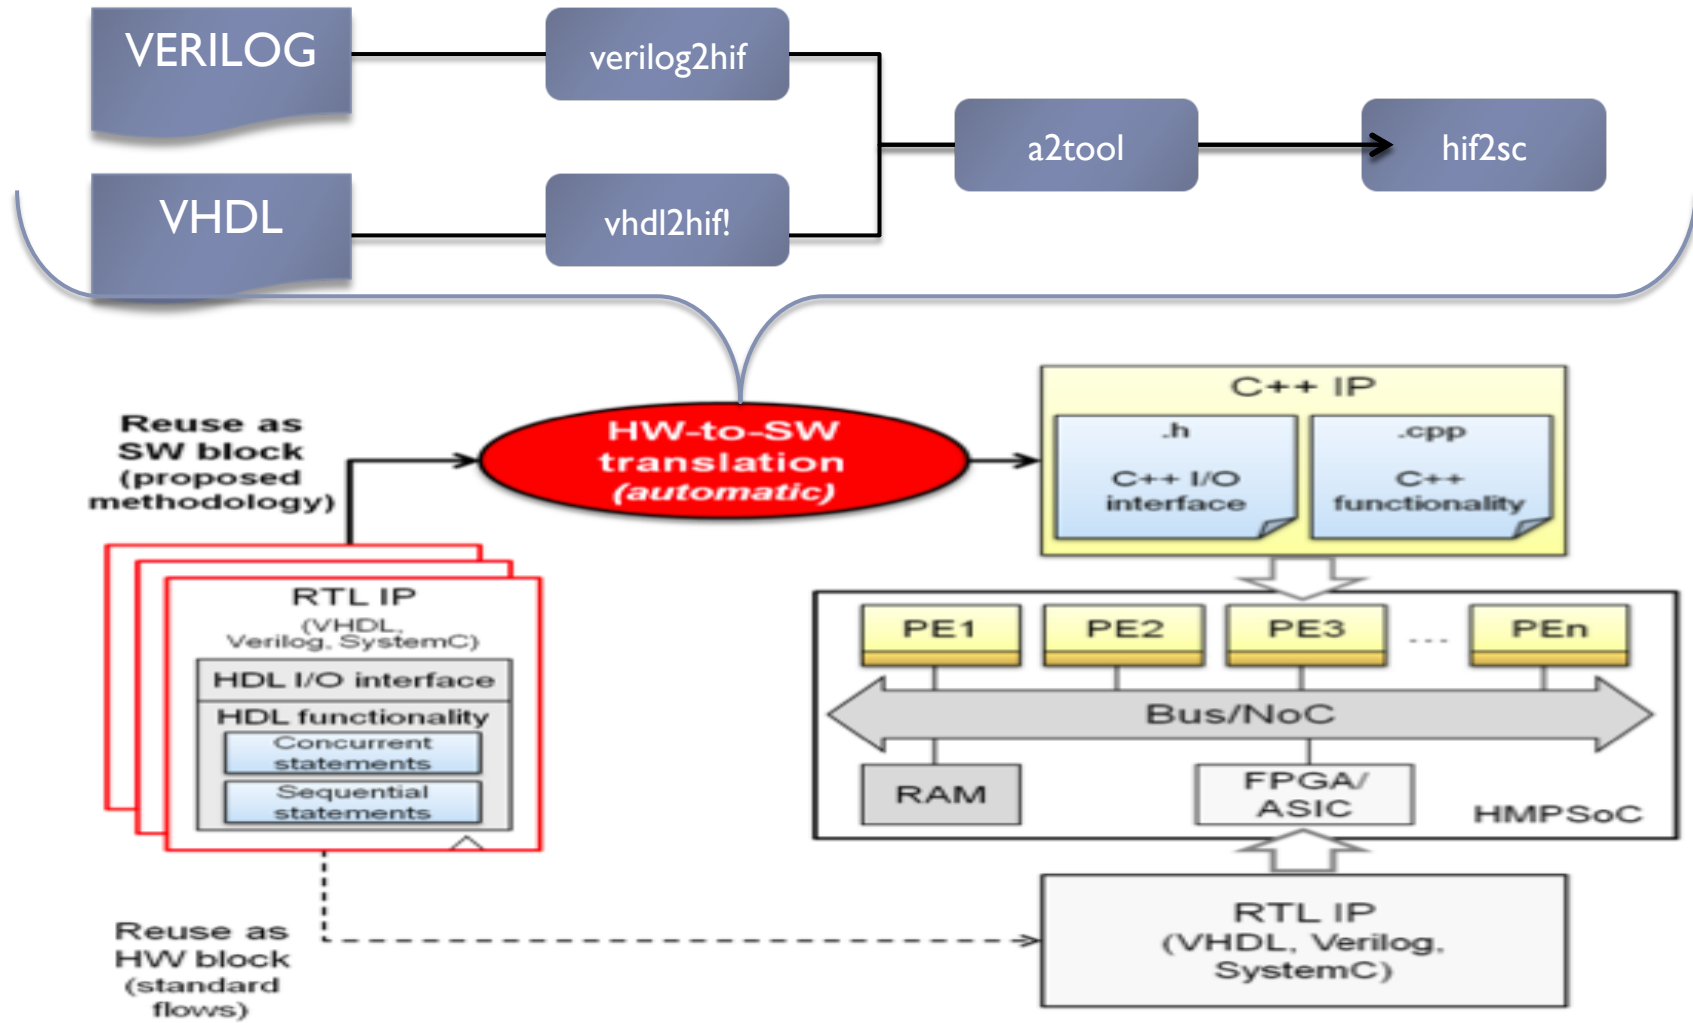 VERILOG
verilog2hif
a2tool
hif2sc
VHDL
vhdl2hif!
Reuse as
SW block
(proposed
methodology)
HW-to-SW
translation
(automatic)
C++ IP
.h
C++ I/O
interface
.cpp
C++
functionality
RTL IP
(VHDL,
Verilog, SystemC)
HDL I/O interface
HDL functionality
Concurrent
statements
Sequential
statements
PE1
PE2
PE3
...
PEn
Bus/NoC
RAM
FPGA/
ASIC
HMPSoC
Reuse as
HW block
(standard
flows)
RTL IP
(VHDL, Verilog,
SystemC)